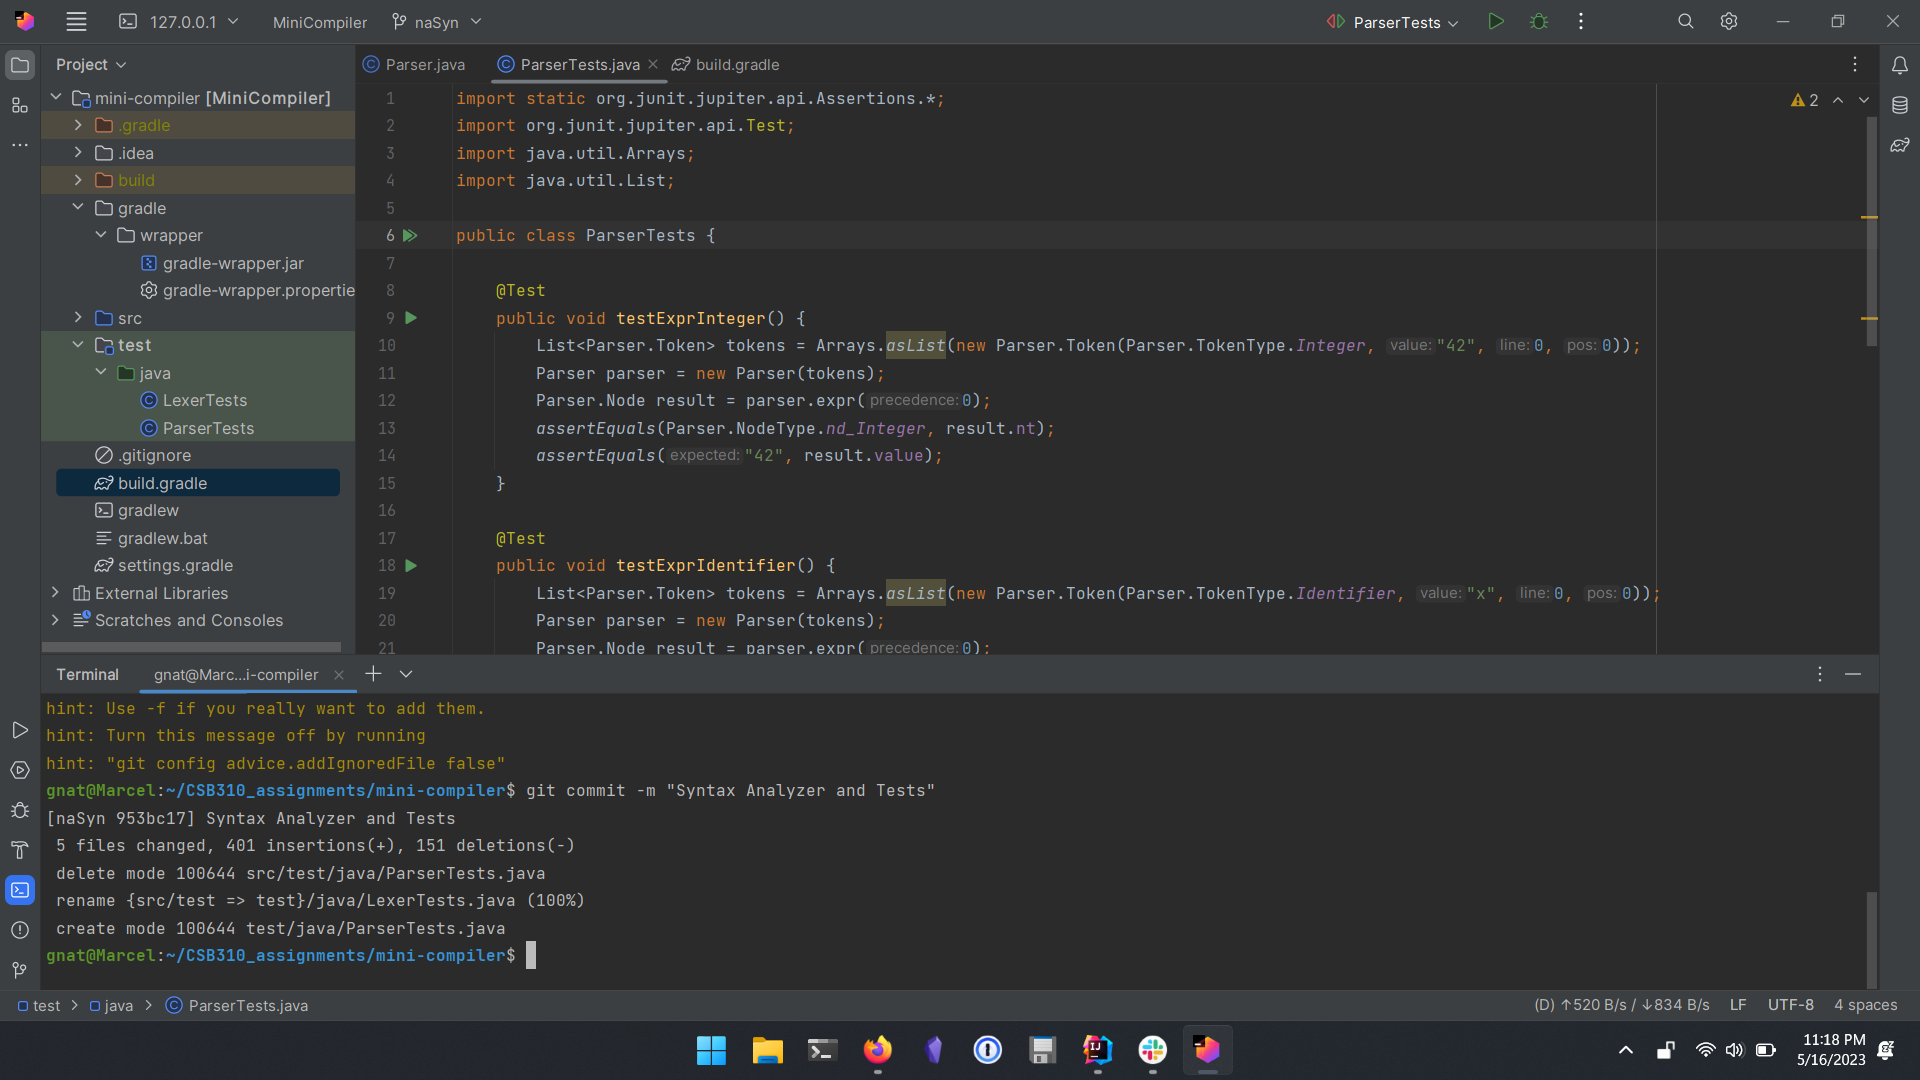 127.0.0.1 MiniCompiler naSyn ParserTests
Project
Parser.java ParserTests.java build.gradle
mini-compiler [MiniCompiler]
.gradle
.idea
build
gradle
wrapper
gradle-wrapper.jar
gradle-wrapper.propertie
src
test
java
LexerTests
ParserTests
.gitignore
build.gradle
gradlew
gradlew.bat
settings.gradle
External Libraries
Scratches and Consoles
2
1 import static org.junit.jupiter.api.Assertions.*;
2 import org.junit.jupiter.api.Test;
3 import java.util.Arrays;
4 import java.util.List;
5
6 public class ParserTests {
7
8 @Test
9 public void testExprInteger() {
10 List<Parser.Token> tokens = Arrays.asList(new Parser.Token(Parser.TokenType.Integer, value: "42", line: 0, pos: 0));
11 Parser parser = new Parser(tokens);
12 Parser.Node result = parser.expr( precedence: 0);
13 assertEquals(Parser.NodeType.nd_Integer, result.nt);
14 assertEquals( expected: "42", result.value);
15 }
16
17 @Test
18 public void testExprIdentifier() {
19 List<Parser.Token> tokens = Arrays.asList(new Parser.Token(Parser.TokenType.Identifier, value: "x", line: 0, pos: 0));
20 Parser parser = new Parser(tokens);
21 Parser.Node result = parser.expr( precedence: 0);
Terminal gnat@Marc...i-compiler
hint: Use -f if you really want to add them.
hint: Turn this message off by running
hint: "git config advice.addIgnoredFile false"
gnat@Marcel:~/CSB310_assignments/mini-compiler$ git commit -m "Syntax Analyzer and Tests"
[naSyn 953bc17] Syntax Analyzer and Tests
5 files changed, 401 insertions(+), 151 deletions(-)
delete mode 100644 src/test/java/ParserTests.java
rename {src/test => test}/java/LexerTests.java (100%)
create mode 100644 test/java/ParserTests.java
gnat@Marcel:~/CSB310_assignments/mini-compiler$
test > java > ParserTests.java
(D) ↑520 B/s / ↓834 B/s LF UTF-8 4 spaces
11:18 PM
5/16/2023